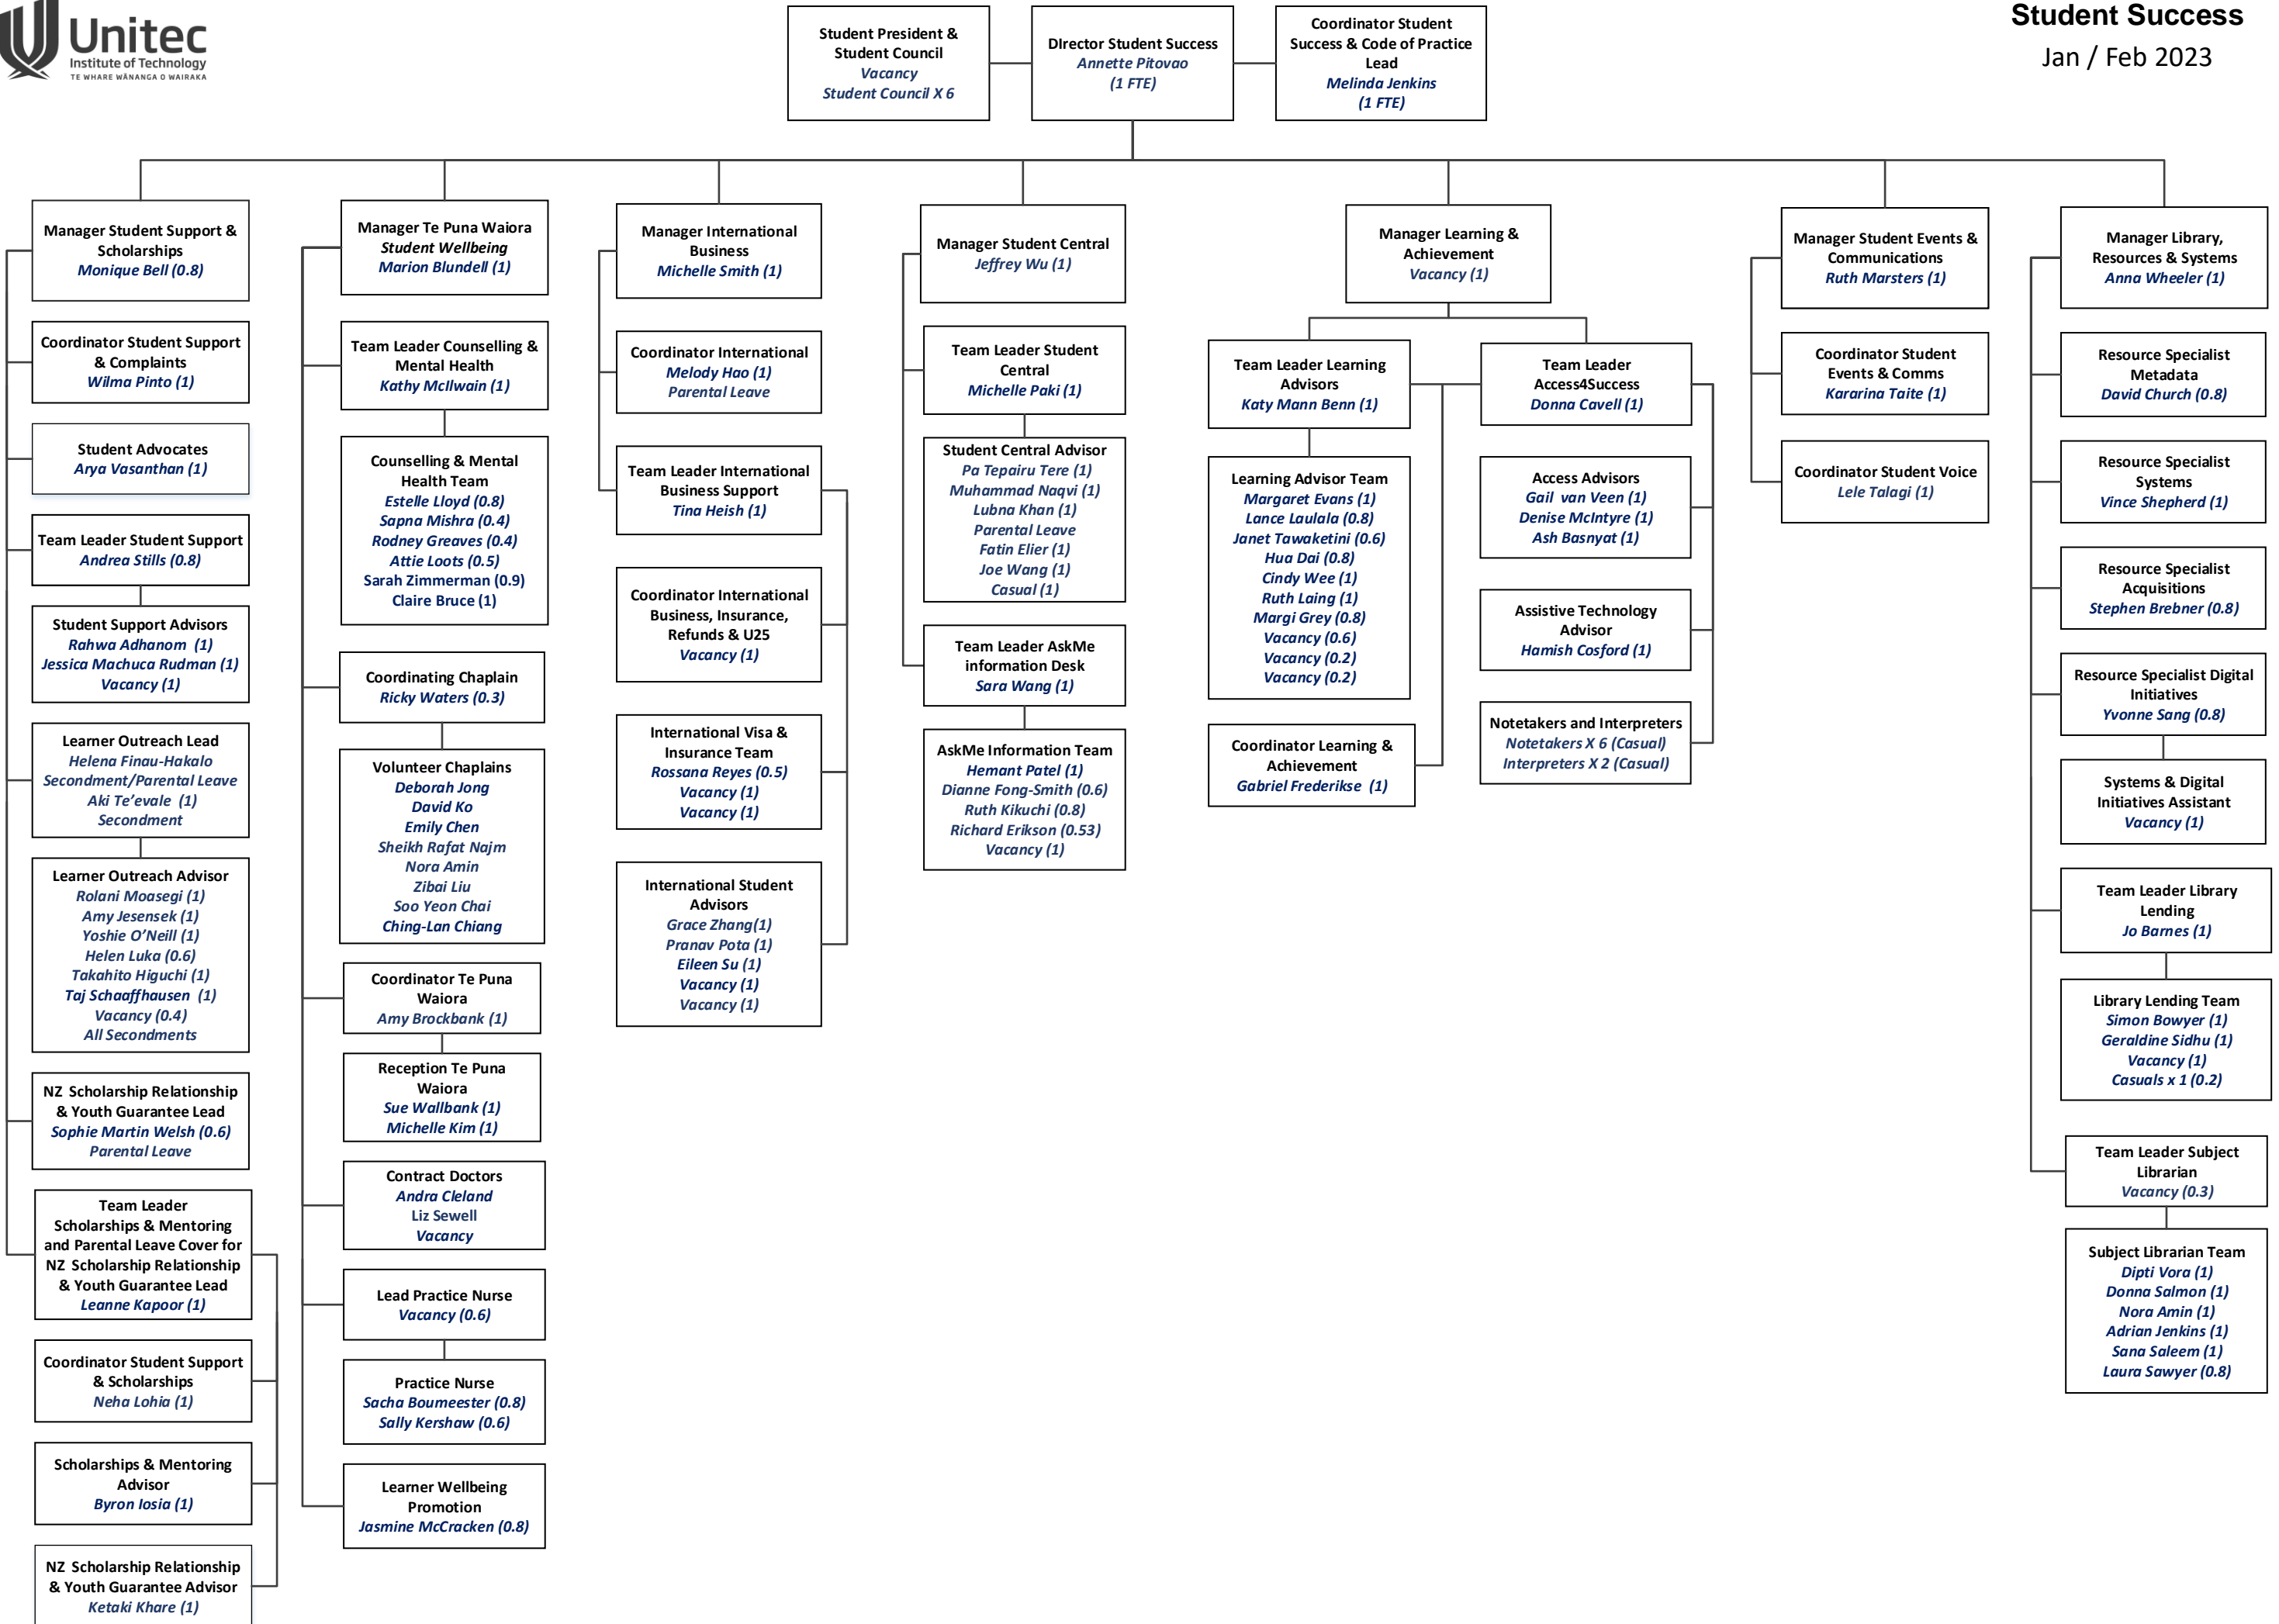 Unitec
Institute of Technology
TE WHARE WĀNANGA O WAIRAKA
Student President &
Student Council
Vacancy
Student Council X 6
DIrector Student Success
Annette Pitovao
(1 FTE)
Coordinator Student
Success & Code of Practice
Lead
Melinda Jenkins
(1 FTE)
Student Success
Jan / Feb 2023
Manager Student Support &
Scholarships
Monique Bell (0.8)
Coordinator Student Support
& Complaints
Wilma Pinto (1)
Student Advocates
Arya Vasanthan (1)
Team Leader Student Support
Andrea Stills (0.8)
Student Support Advisors
Rahwa Adhanom (1)
Jessica Machuca Rudman (1)
Vacancy (1)
Learner Outreach Lead
Helena Finau-Hakalo
Secondment/Parental Leave
Aki Te’evale (1)
Secondment
Learner Outreach Advisor
Rolani Moasegi (1)
Amy Jesensek (1)
Yoshie O’Neill (1)
Helen Luka (0.6)
Takahito Higuchi (1)
Taj Schaaffhausen (1)
Vacancy (0.4)
All Secondments
NZ Scholarship Relationship
& Youth Guarantee Lead
Sophie Martin Welsh (0.6)
Parental Leave
Team Leader
Scholarships & Mentoring
and Parental Leave Cover for
NZ Scholarship Relationship
& Youth Guarantee Lead
Leanne Kapoor (1)
Coordinator Student Support
& Scholarships
Neha Lohia (1)
Scholarships & Mentoring
Advisor
Byron Iosia (1)
NZ Scholarship Relationship
& Youth Guarantee Advisor
Ketaki Khare (1)
Manager Te Puna Waiora
Student Wellbeing
Marion Blundell (1)
Team Leader Counselling &
Mental Health
Kathy McIlwain (1)
Counselling & Mental
Health Team
Estelle Lloyd (0.8)
Sapna Mishra (0.4)
Rodney Greaves (0.4)
Attie Loots (0.5)
Sarah Zimmerman (0.9)
Claire Bruce (1)
Coordinating Chaplain
Ricky Waters (0.3)
Volunteer Chaplains
Deborah Jong
David Ko
Emily Chen
Sheikh Rafat Najm
Nora Amin
Zibai Liu
Soo Yeon Chai
Ching-Lan Chiang
Coordinator Te Puna
Waiora
Amy Brockbank (1)
Reception Te Puna
Waiora
Sue Wallbank (1)
Michelle Kim (1)
Contract Doctors
Andra Cleland
Liz Sewell
Vacancy
Lead Practice Nurse
Vacancy (0.6)
Practice Nurse
Sacha Boumeester (0.8)
Sally Kershaw (0.6)
Learner Wellbeing
Promotion
Jasmine McCracken (0.8)
Manager International
Business
Michelle Smith (1)
Coordinator International
Melody Hao (1)
Parental Leave
Team Leader International
Business Support
Tina Heish (1)
Coordinator International
Business, Insurance,
Refunds & U25
Vacancy (1)
International Visa &
Insurance Team
Rossana Reyes (0.5)
Vacancy (1)
Vacancy (1)
International Student
Advisors
Grace Zhang(1)
Pranav Pota (1)
Eileen Su (1)
Vacancy (1)
Vacancy (1)
Manager Student Central
Jeffrey Wu (1)
Team Leader Student
Central
Michelle Paki (1)
Student Central Advisor
Pa Tepairu Tere (1)
Muhammad Naqvi (1)
Lubna Khan (1)
Parental Leave
Fatin Elier (1)
Joe Wang (1)
Casual (1)
Team Leader AskMe
information Desk
Sara Wang (1)
AskMe Information Team
Hemant Patel (1)
Dianne Fong-Smith (0.6)
Ruth Kikuchi (0.8)
Richard Erikson (0.53)
Vacancy (1)
Manager Learning &
Achievement
Vacancy (1)
Team Leader Learning
Advisors
Katy Mann Benn (1)
Learning Advisor Team
Margaret Evans (1)
Lance Laulala (0.8)
Janet Tawaketini (0.6)
Hua Dai (0.8)
Cindy Wee (1)
Ruth Laing (1)
Margi Grey (0.8)
Vacancy (0.6)
Vacancy (0.2)
Vacancy (0.2)
Coordinator Learning &
Achievement
Gabriel Frederikse (1)
Team Leader
Access4Success
Donna Cavell (1)
Access Advisors
Gail van Veen (1)
Denise McIntyre (1)
Ash Basnyat (1)
Assistive Technology
Advisor
Hamish Cosford (1)
Notetakers and Interpreters
Notetakers X 6 (Casual)
Interpreters X 2 (Casual)
Manager Student Events &
Communications
Ruth Marsters (1)
Coordinator Student
Events & Comms
Kararina Taite (1)
Coordinator Student Voice
Lele Talagi (1)
Manager Library,
Resources & Systems
Anna Wheeler (1)
Resource Specialist
Metadata
David Church (0.8)
Resource Specialist
Systems
Vince Shepherd (1)
Resource Specialist
Acquisitions
Stephen Brebner (0.8)
Resource Specialist Digital
Initiatives
Yvonne Sang (0.8)
Systems & Digital
Initiatives Assistant
Vacancy (1)
Team Leader Library
Lending
Jo Barnes (1)
Library Lending Team
Simon Bowyer (1)
Geraldine Sidhu (1)
Vacancy (1)
Casuals x 1 (0.2)
Team Leader Subject
Librarian
Vacancy (0.3)
Subject Librarian Team
Dipti Vora (1)
Donna Salmon (1)
Nora Amin (1)
Adrian Jenkins (1)
Sana Saleem (1)
Laura Sawyer (0.8)